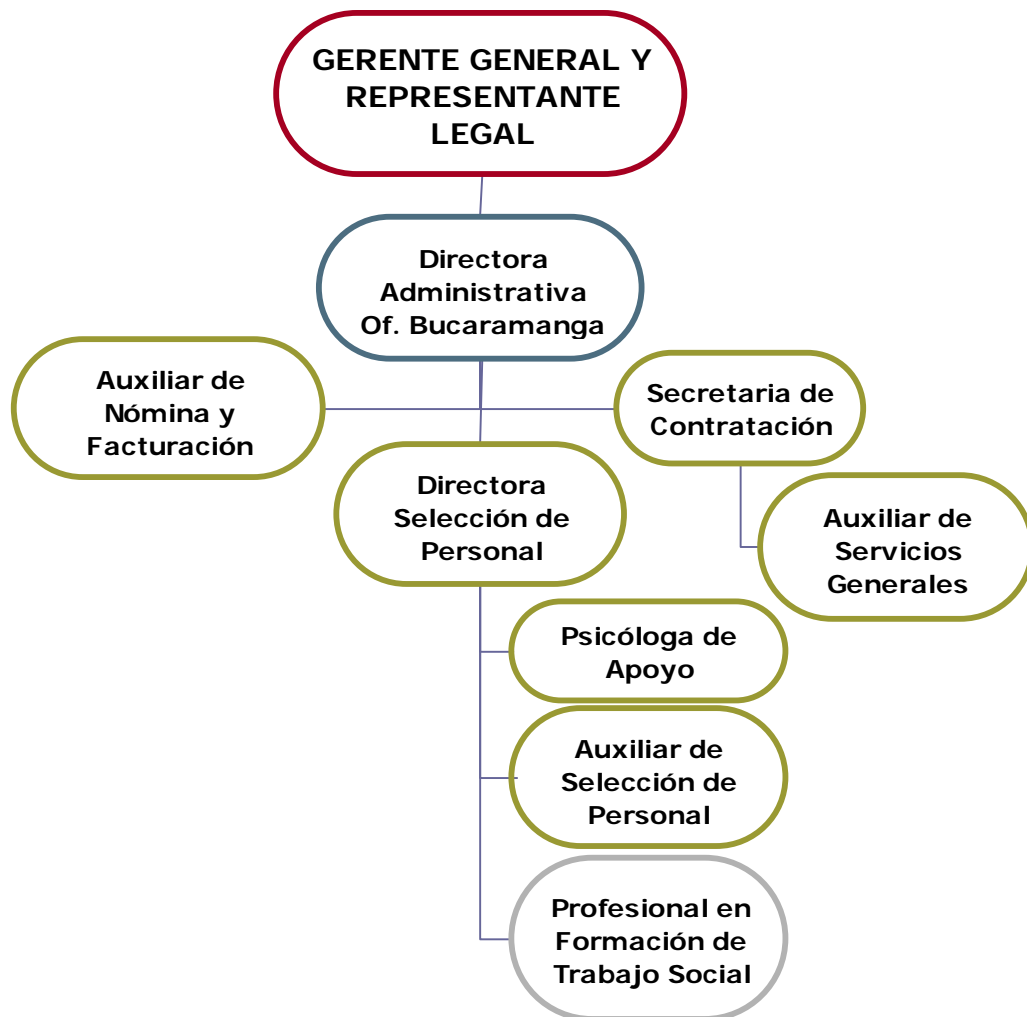 GERENTE GENERAL Y
REPRESENTANTE
LEGAL
Directora
Administrativa
Of. Bucaramanga
Auxiliar de
Nómina y
Facturación
Secretaria de
Contratación
Directora
Selección de
Personal
Auxiliar de
Servicios
Generales
Psicóloga de
Apoyo
Auxiliar de
Selección de
Personal
Profesional en
Formación de
Trabajo Social